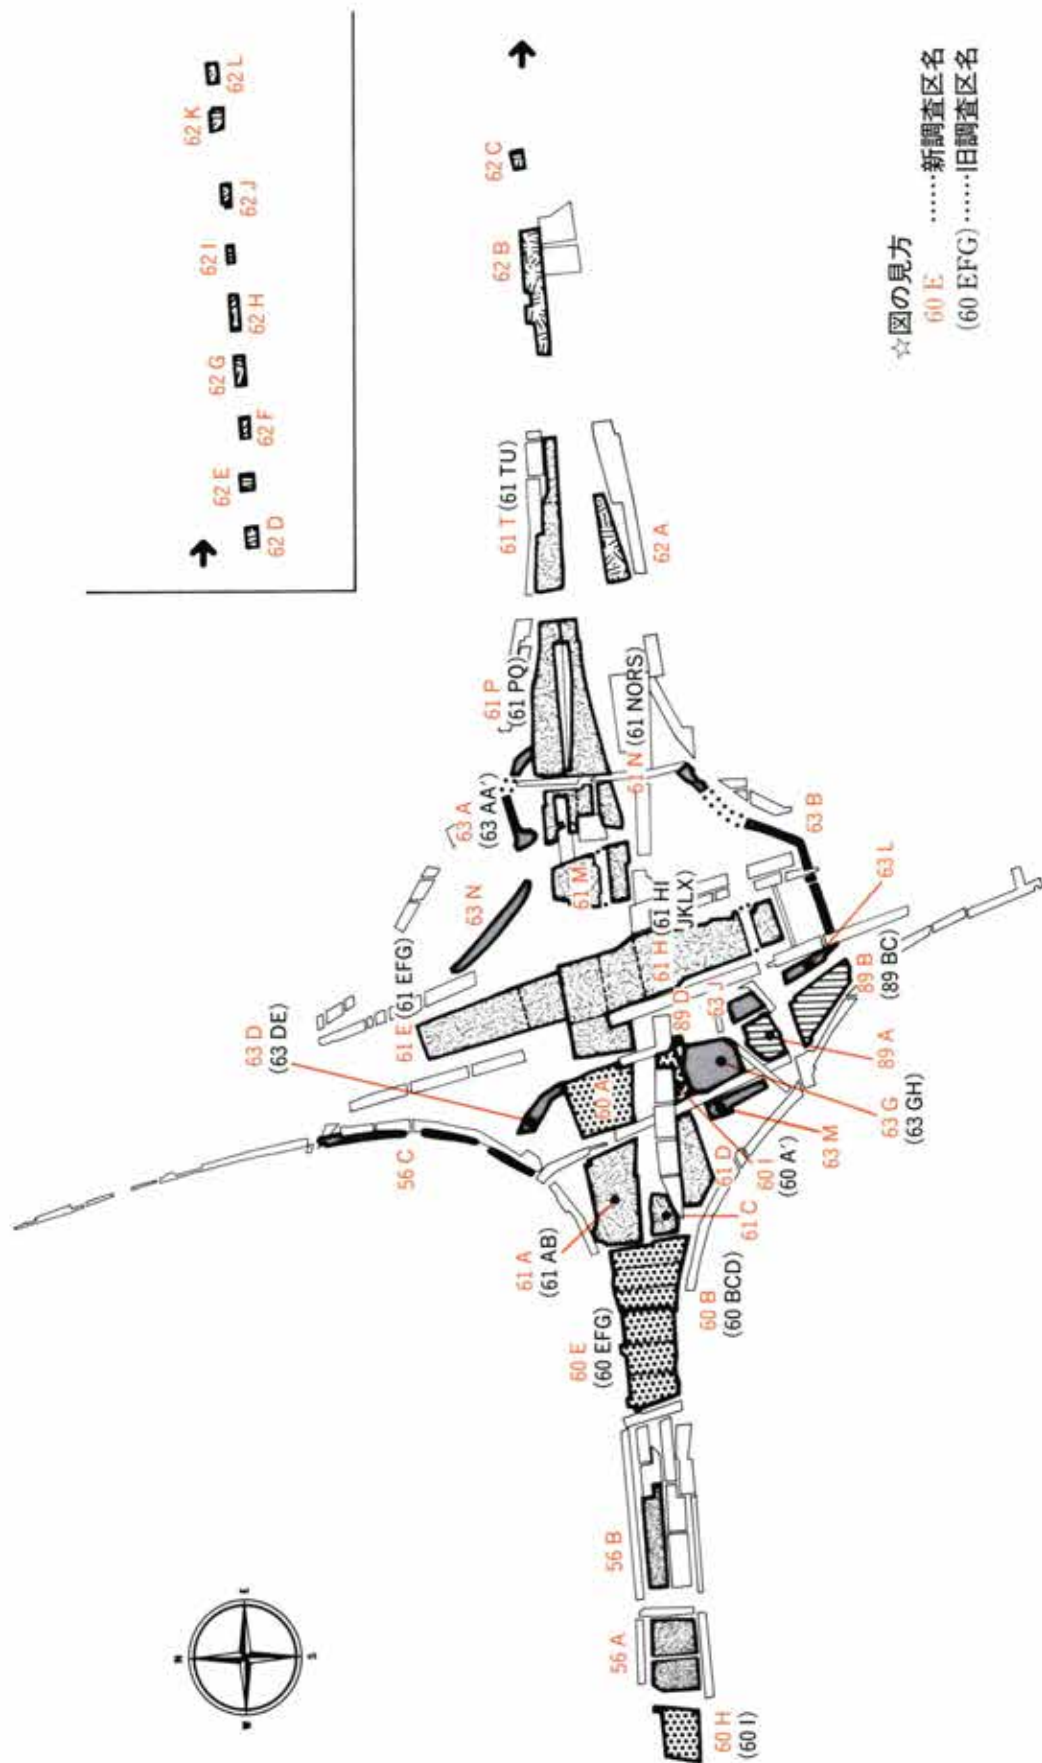 62 D
62 E
62 F
62 G
62 H
62 I
62 J
62 K
62 L
N
E
S
W
60 H
(60 I)
56 A
56 B
60 E
(60 EFG)
60 B
(60 BCD)
61 A
(61 AB)
61 C
61 D
60 I
(60 A´)
56 C
63 D
(63 DE)
60 A
63 M
63 G
(63 GH)
89 A
89 D
63 J
89 B
(89 BC)
63 L
61 E (61 EFG)
61 H (61 HI
JKLX)
63 N
61 M
63 A
(63 AA´)
61 N (61 NORS)
63 B
61 P
(61 PQ)
61 T (61 TU)
62 A
62 B
62 C
☆図の見方
60 E ……新調査区名
(60 EFG) ……旧調査区名